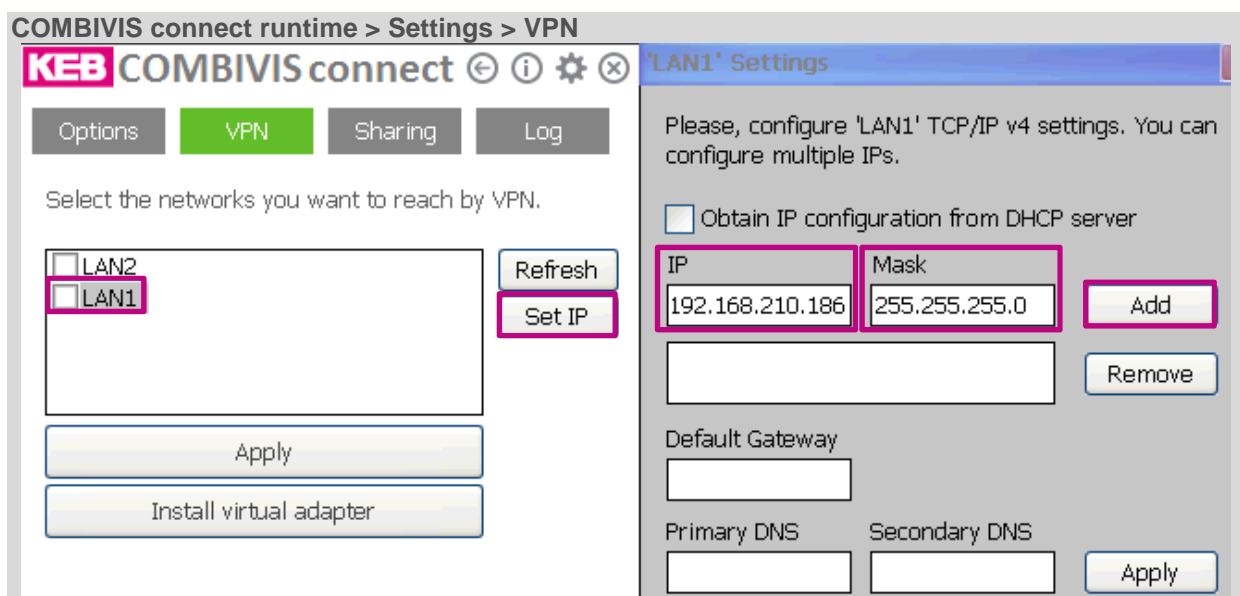 COMBIVIS connect runtime > Settings > VPN
KEB COMBIVIS connect
Options VPN Sharing Log
Select the networks you want to reach by VPN.
LAN2
LAN1
Refresh
Set IP
Apply
Install virtual adapter
'LAN1' Settings
Please, configure 'LAN1' TCP/IP v4 settings. You can
configure multiple IPs.
Obtain IP configuration from DHCP server
IP Mask
192.168.210.186 255.255.255.0 Add
Remove
Default Gateway
Primary DNS Secondary DNS
Apply